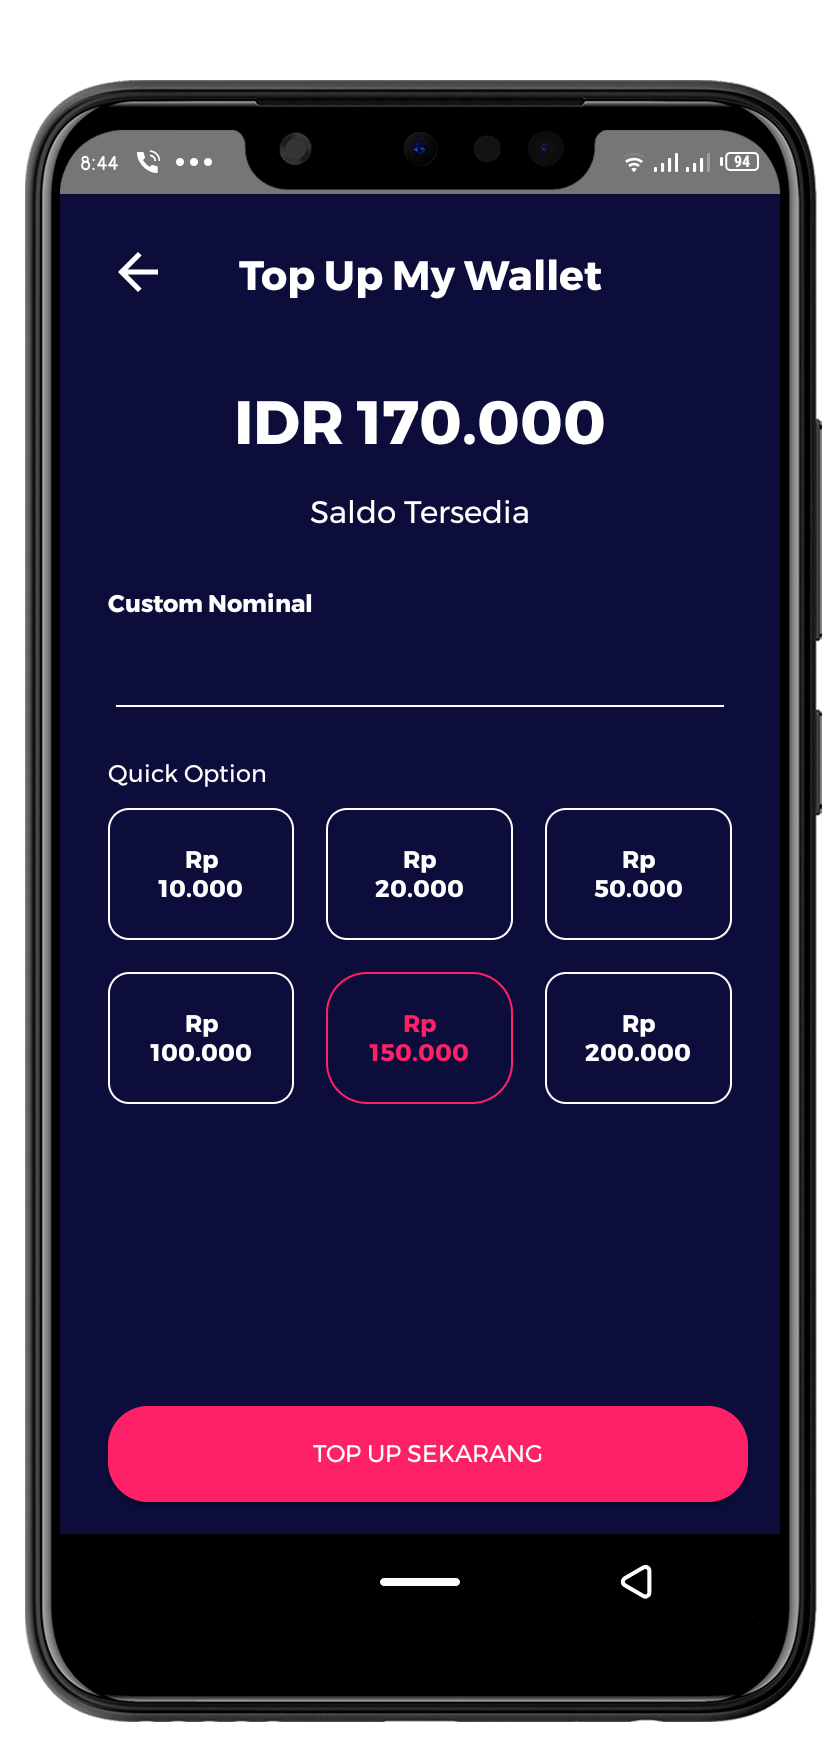 8:44
94
Top Up My Wallet
IDR 170.000
Saldo Tersedia
Custom Nominal
Quick Option
Rp
10.000
Rp
20.000
Rp
50.000
Rp
100.000
Rp
150.000
Rp
200.000
TOP UP SEKARANG